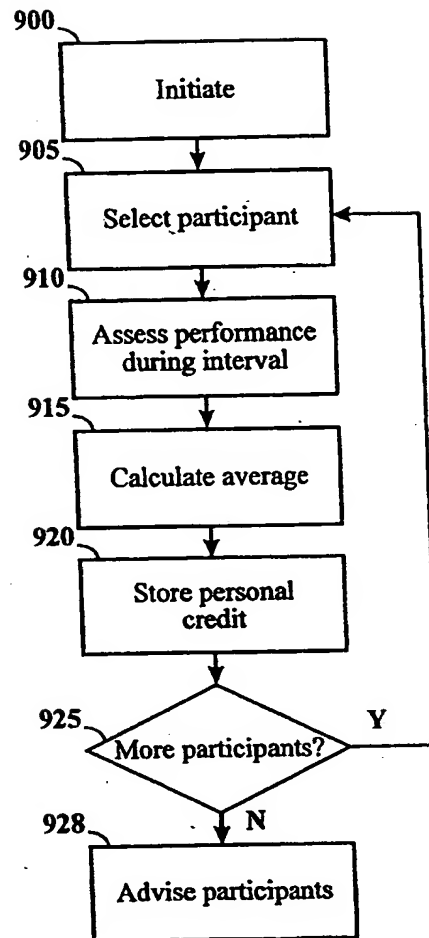 900
Initiate
905
Select participant
910
Assess performance
during interval
915
Calculate average
920
Store personal
credit
925
More participants?
Y
N
928
Advise participants